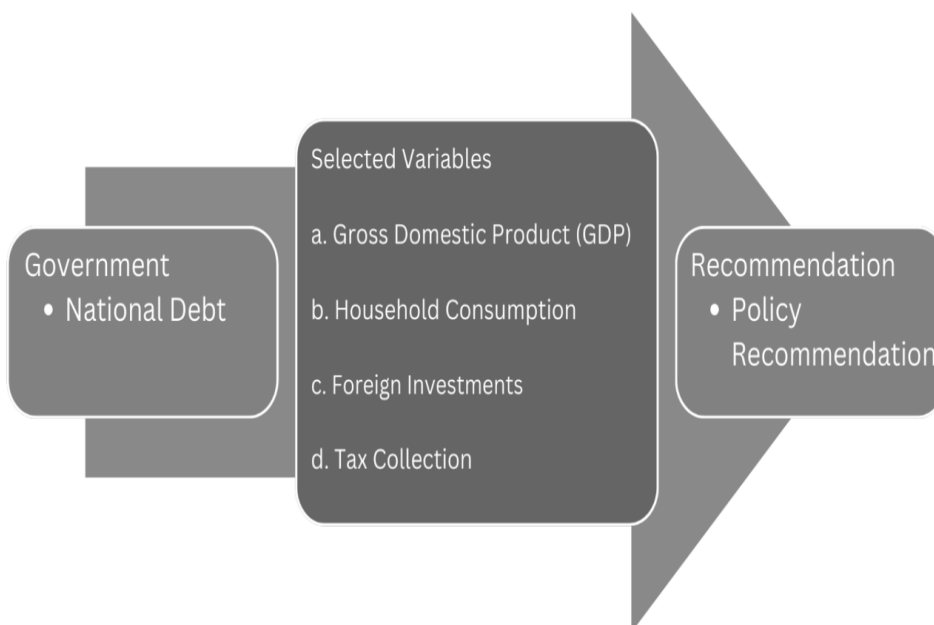 Government
• National Debt
Selected Variables
a. Gross Domestic Product (GDP)
b. Household Consumption
c. Foreign Investments
d. Tax Collection
Recommendation
• Policy
Recommendation